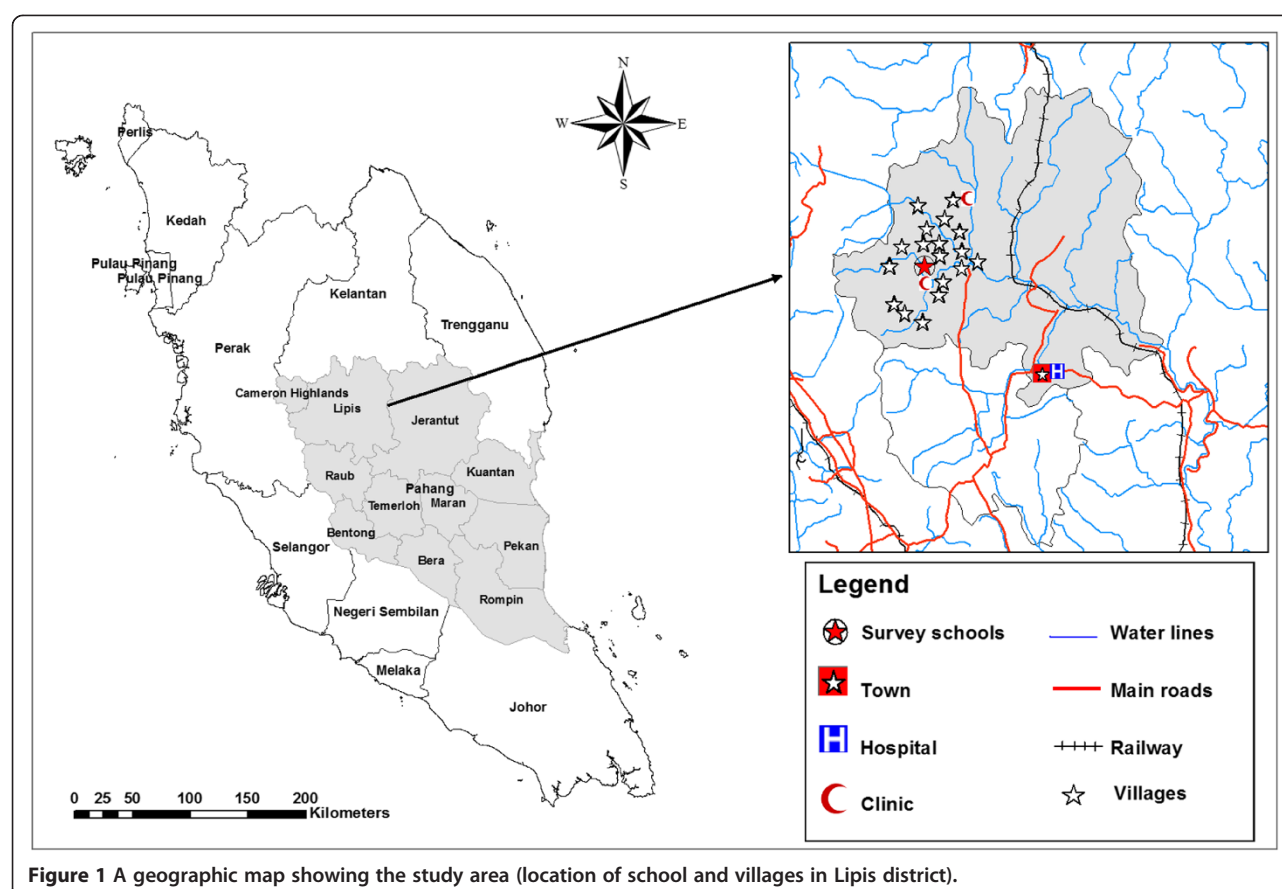 N
W E
S
Perlis
Kedah
Pulau Pinang
Pulau Pinang
Kelantan
Trengganu
Perak
Cameron Highlands
Lipis
Jerantut
Kuantan
Raub
Pahang
Temerloh
Maran
Bentong
Pekan
Selangor
Bera
Rompin
Negeri Sembilan
Melaka
Johor
0 25 50 100 150 200
Kilometers
H
Legend
Survey schools
Water lines
Town
Main roads
H Hospital
Railway
Clinic
Villages
Figure 1 A geographic map showing the study area (location of school and villages in Lipis district).